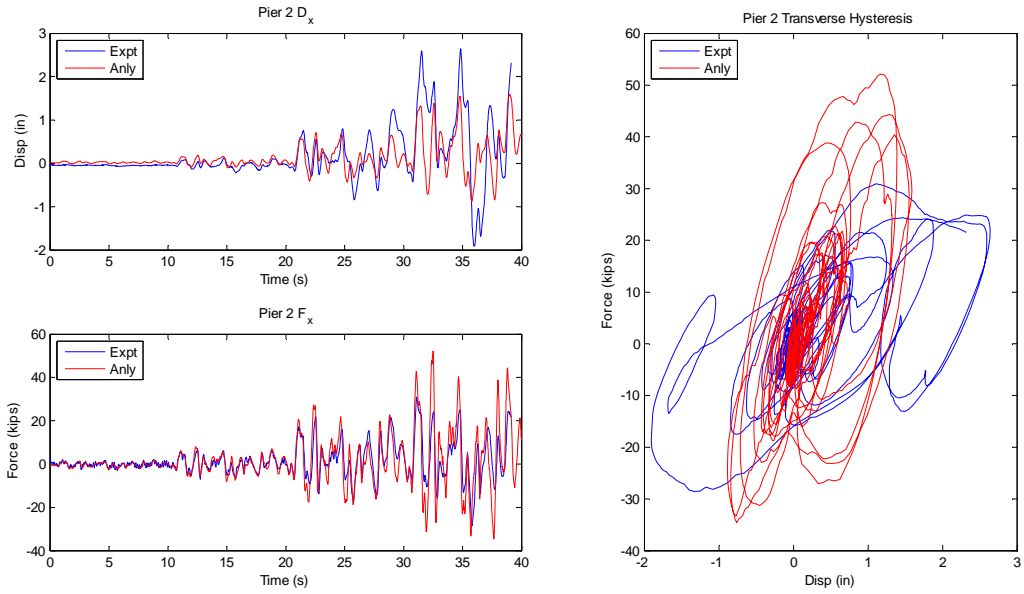 Pier 2 D_x
Expt
Anly
Disp (in)
3
2
1
0
-1
-2
0 5 10 15 20 25 30 35 40
Time (s)
Pier 2 F_x
Expt
Anly
Force (kips)
60
40
20
0
-20
-40
0 5 10 15 20 25 30 35 40
Time (s)
Pier 2 Transverse Hysteresis
Expt
Anly
Force (kips)
60
50
40
30
20
10
0
-10
-20
-30
-40
-2 -1 0 1 2 3
Disp (in)